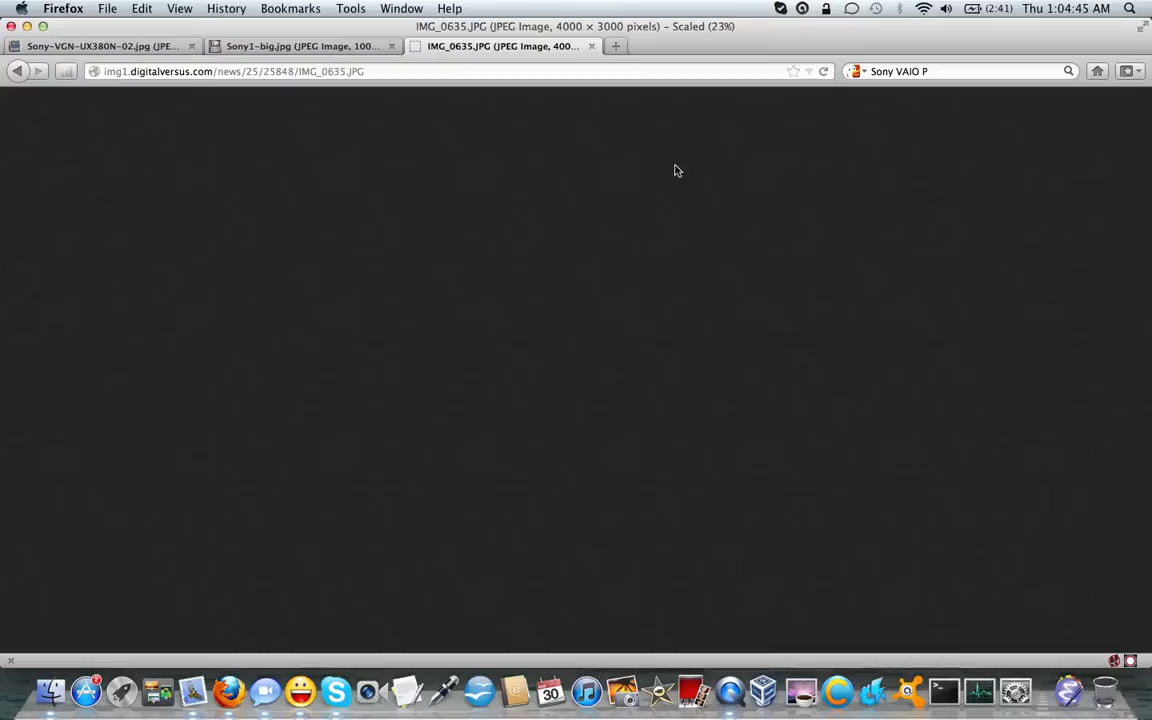 Firefox File Edit View History Bookmarks Tools Window Help (2:41) Thu 1:04:45 AM
IMG_0635.JPG (JPEG Image, 4000 × 3000 pixels) – Scaled (23%)
Sony-VGN-UX380N-02.jpg (JPE... Sony1-big.jpg (JPEG Image, 100... IMG_0635.JPG (JPEG Image, 400...
img1.digitalversus.com/news/25/25848/IMG_0635.JPG Sony VAIO P
30